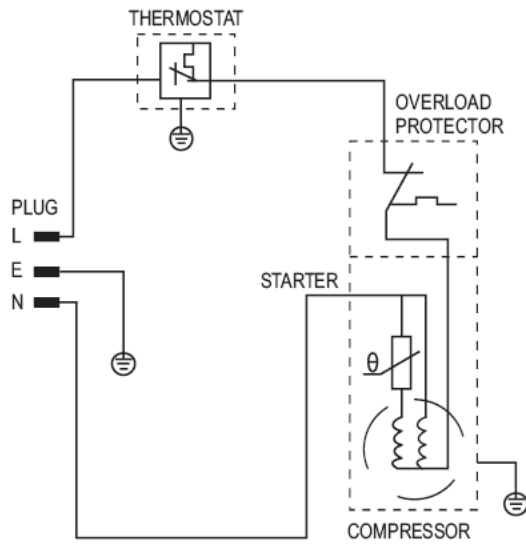 THERMOSTAT
OVERLOAD
PROTECTOR
PLUG
L
E
N
STARTER
θ
COMPRESSOR